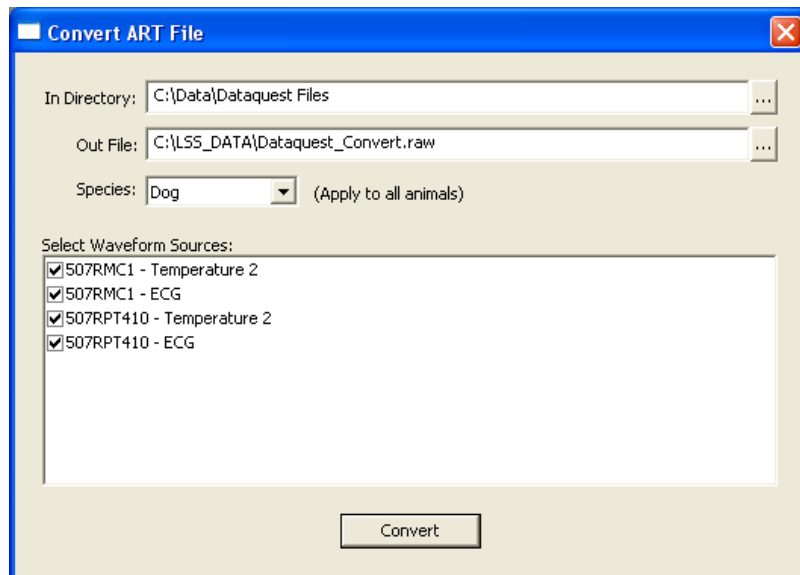 Convert ART File
In Directory: C:\Data\Dataquest Files ...
Out File: C:\LSS_DATA\Dataquest_Convert.raw ...
Species: Dog (Apply to all animals)
Select Waveform Sources:
507RMC1 - Temperature 2
507RMC1 - ECG
507RPT410 - Temperature 2
507RPT410 - ECG
Convert